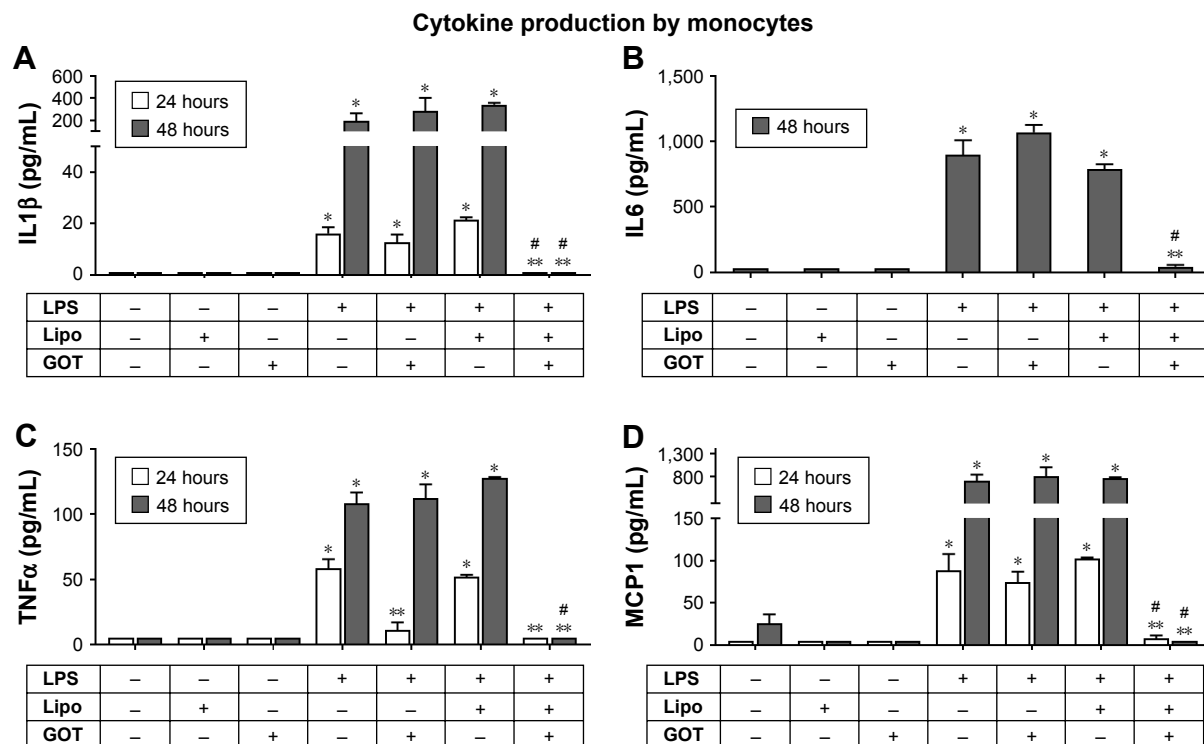 Cytokine production by monocytes
A
IL1β (pg/mL)
600
400
200
40
20
0
24 hours
48 hours
* * *
* * *
# #
** **
LPS – – – + + + +
Lipo – + – – – + +
GOT – – + – + – +
B
IL6 (pg/mL)
1,500
1,000
500
0
48 hours
* * *
#
**
LPS – – – + + + +
Lipo – + – – – + +
GOT – – + – + – +
C
TNFα (pg/mL)
150
100
50
0
24 hours
48 hours
* * *
* ** *
#
** **
LPS – – – + + + +
Lipo – + – – – + +
GOT – – + – + – +
D
MCP1 (pg/mL)
1,300
800
150
100
50
0
24 hours
48 hours
* * *
* * *
# #
** **
LPS – – – + + + +
Lipo – + – – – + +
GOT – – + – + – +